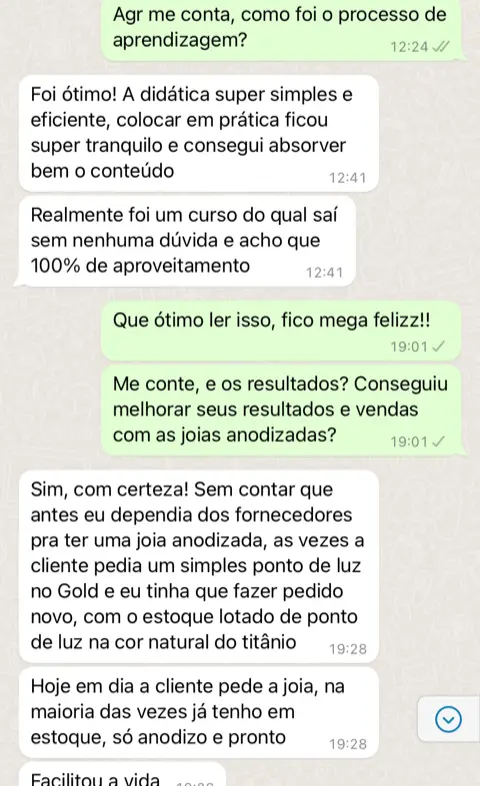 Agr me conta, como foi o processo de
aprendizagem?
12:24
Foi ótimo! A didática super simples e
eficiente, colocar em prática ficou
super tranquilo e consegui absorver
bem o conteúdo
12:41
Realmente foi um curso do qual saí
sem nenhuma dúvida e acho que
100% de aproveitamento
12:41
Que ótimo ler isso, fico mega felizz!!
19:01
Me conte, e os resultados? Conseguiu
melhorar seus resultados e vendas
com as joias anodizadas?
19:01
Sim, com certeza! Sem contar que
antes eu dependia dos fornecedores
pra ter uma joia anodizada, as vezes a
cliente pedia um simples ponto de luz
no Gold e eu tinha que fazer pedido
novo, com o estoque lotado de ponto
de luz na cor natural do titânio
19:28
Hoje em dia a cliente pede a joia, na
maioria das vezes já tenho em
estoque, só anodizo e pronto
19:28
Facilitou a vida